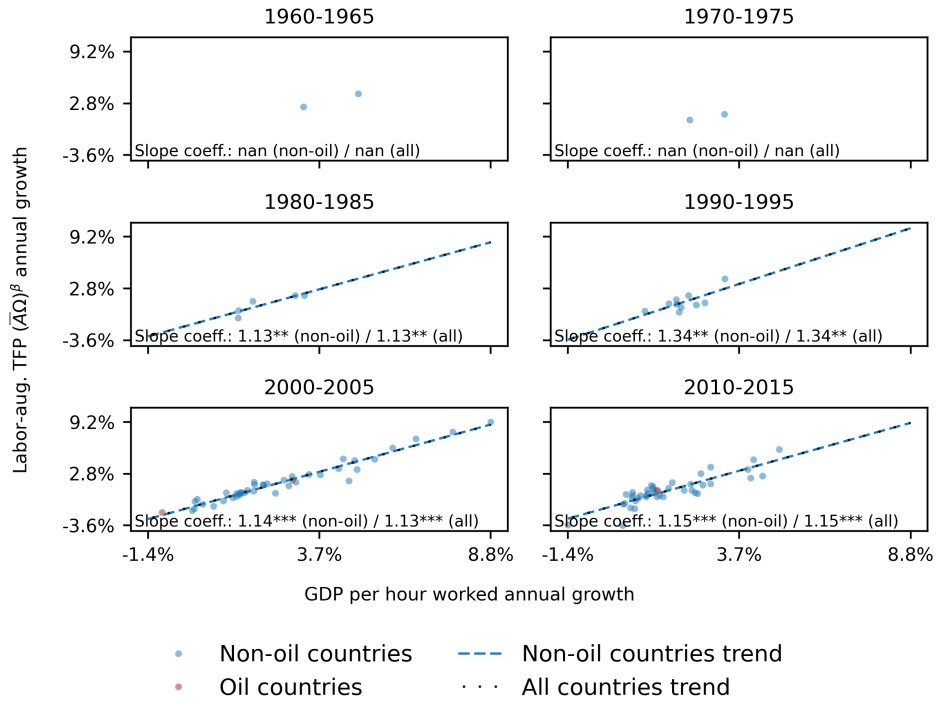 1960-1965
1970-1975
9.2%
2.8%
-3.6%
Slope coeff.: nan (non-oil) / nan (all)
Slope coeff.: nan (non-oil) / nan (all)
1980-1985
1990-1995
9.2%
2.8%
-3.6%
Slope coeff.: 1.13** (non-oil) / 1.13** (all)
Slope coeff.: 1.34** (non-oil) / 1.34** (all)
Labor-aug. TFP (A̅Ω)^β annual growth
2000-2005
2010-2015
9.2%
2.8%
-3.6%
Slope coeff.: 1.14*** (non-oil) / 1.13*** (all)
Slope coeff.: 1.15*** (non-oil) / 1.15*** (all)
-1.4% 3.7% 8.8%
-1.4% 3.7% 8.8%
GDP per hour worked annual growth
Non-oil countries
Oil countries
Non-oil countries trend
All countries trend